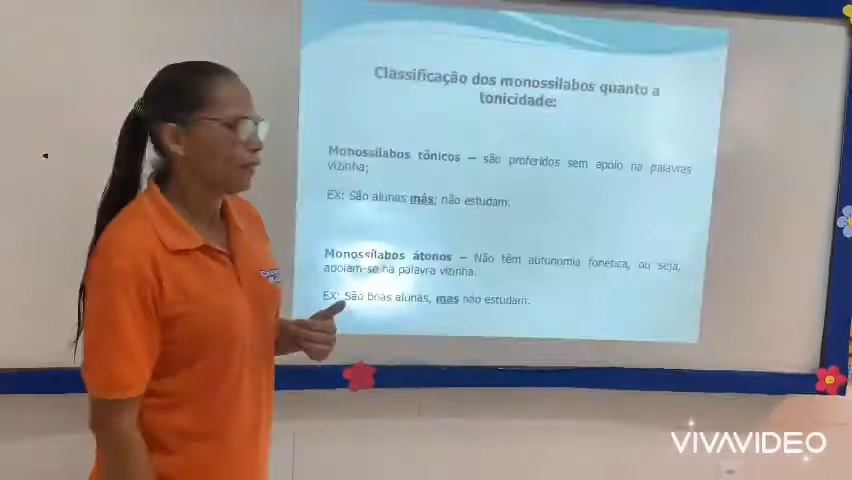 Classificação dos monossílabos quanto a
tonicidade:
Monossílabos tônicos – são proferidos sem apoio na palavras
vizinha;
EX: São alunas más; não estudam.
Monossílabos átonos – Não têm autonomia fonética, ou seja,
apoiam-se na palavra vizinha.
EX: São boas alunas, mas não estudam.
VIVAVIDEO